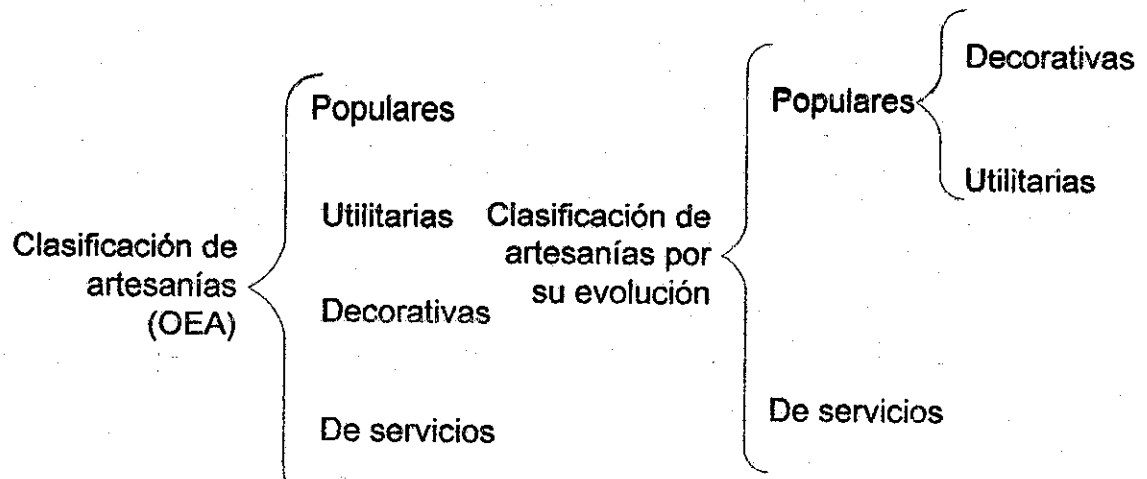 Clasificación de
artesanías
(OEA)
Populares
Utilitarias
Decorativas
De servicios
Clasificación de
artesanías por
su evolución
Populares
Decorativas
Utilitarias
De servicios